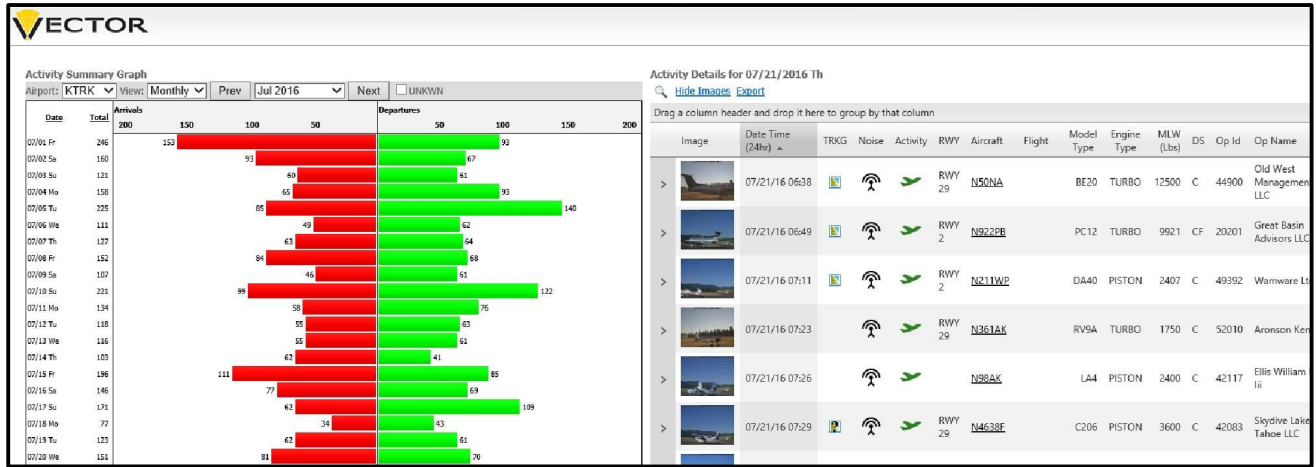 VECTOR
Activity Summary Graph
Airport: KTRK View: Monthly Prev Jul 2016 Next UNKWN
Date Total Arrivals Departures
200 150 100 50 50 100 150 200
07/01 Fr 246 153 93
07/02 Sa 160 93 67
07/03 Su 121 60 61
07/04 Mo 158 65 93
07/05 Tu 225 85 140
07/06 We 111 49 62
07/07 Th 127 63 64
07/08 Fr 152 84 68
07/09 Sa 107 46 61
07/10 Su 221 99 122
07/11 Mo 134 58 76
07/12 Tu 118 55 63
07/13 We 116 55 61
07/14 Th 103 62 41
07/15 Fr 196 111 85
07/16 Sa 146 77 69
07/17 Su 171 62 109
07/18 Mo 77 34 43
07/19 Tu 123 62 61
07/20 We 151 81 70
Activity Details for 07/21/2016 Th
Hide Images Export
Drag a column header and drop it here to group by that column
Image Date Time (24hr) TRKG Noise Activity RWY Aircraft Flight Model Type Engine Type MLW (Lbs) DS Op Id Op Name
07/21/16 06:38 RWY 29 N50NA BE20 TURBO 12500 C 44900 Old West Managemen LLC
07/21/16 06:49 RWY 2 N922PB PC12 TURBO 9921 CF 20201 Great Basin Advisors LLC
07/21/16 07:11 RWY 2 N211WP DA40 PISTON 2407 C 49392 Wamware Lt
07/21/16 07:23 RWY 29 N361AK RV9A TURBO 1750 C 52010 Aronson Ken
07/21/16 07:26 N98AK LA4 PISTON 2400 C 42117 Ellis William Iii
07/21/16 07:29 RWY 29 N4638F C206 PISTON 3600 C 42083 Skydive Lake Tahoe LLC